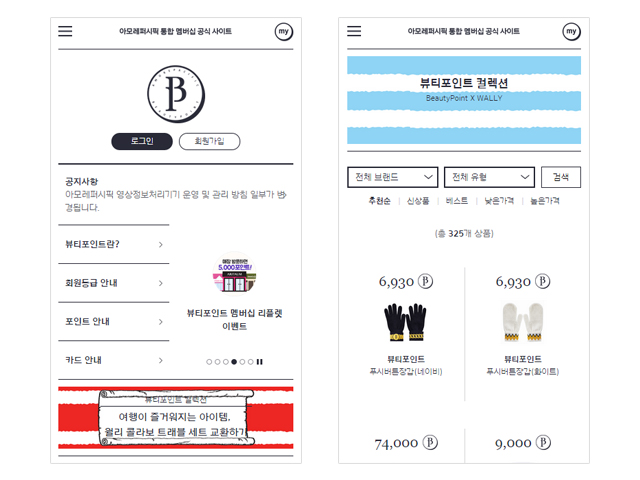 아모레퍼시픽 통합 멤버십 공식 사이트
my
로그인
회원가입
공지사항
아모레퍼시픽 영상정보처리기기 운영 및 관리 방침 일부가 변
경됩니다.
뷰티포인트란?
회원등급 안내
포인트 안내
카드 안내
매장 방문하면
5,000포인트!
뷰티포인트 멤버십 리플렛
이벤트
뷰티포인트 컬렉션
여행이 즐거워지는 아이템,
월리 콜라보 트래블 세트 교환하기
아모레퍼시픽 통합 멤버십 공식 사이트
my
뷰티포인트 컬렉션
BeautyPoint X WALLY
전체 브랜드
전체 유형
검색
추천순 | 신상품 | 베스트 | 낮은가격 | 높은가격
(총 325개 상품)
6,930
뷰티포인트
푸시버튼장갑(네이비)
6,930
뷰티포인트
푸시버튼장갑(화이트)
74,000
9,000